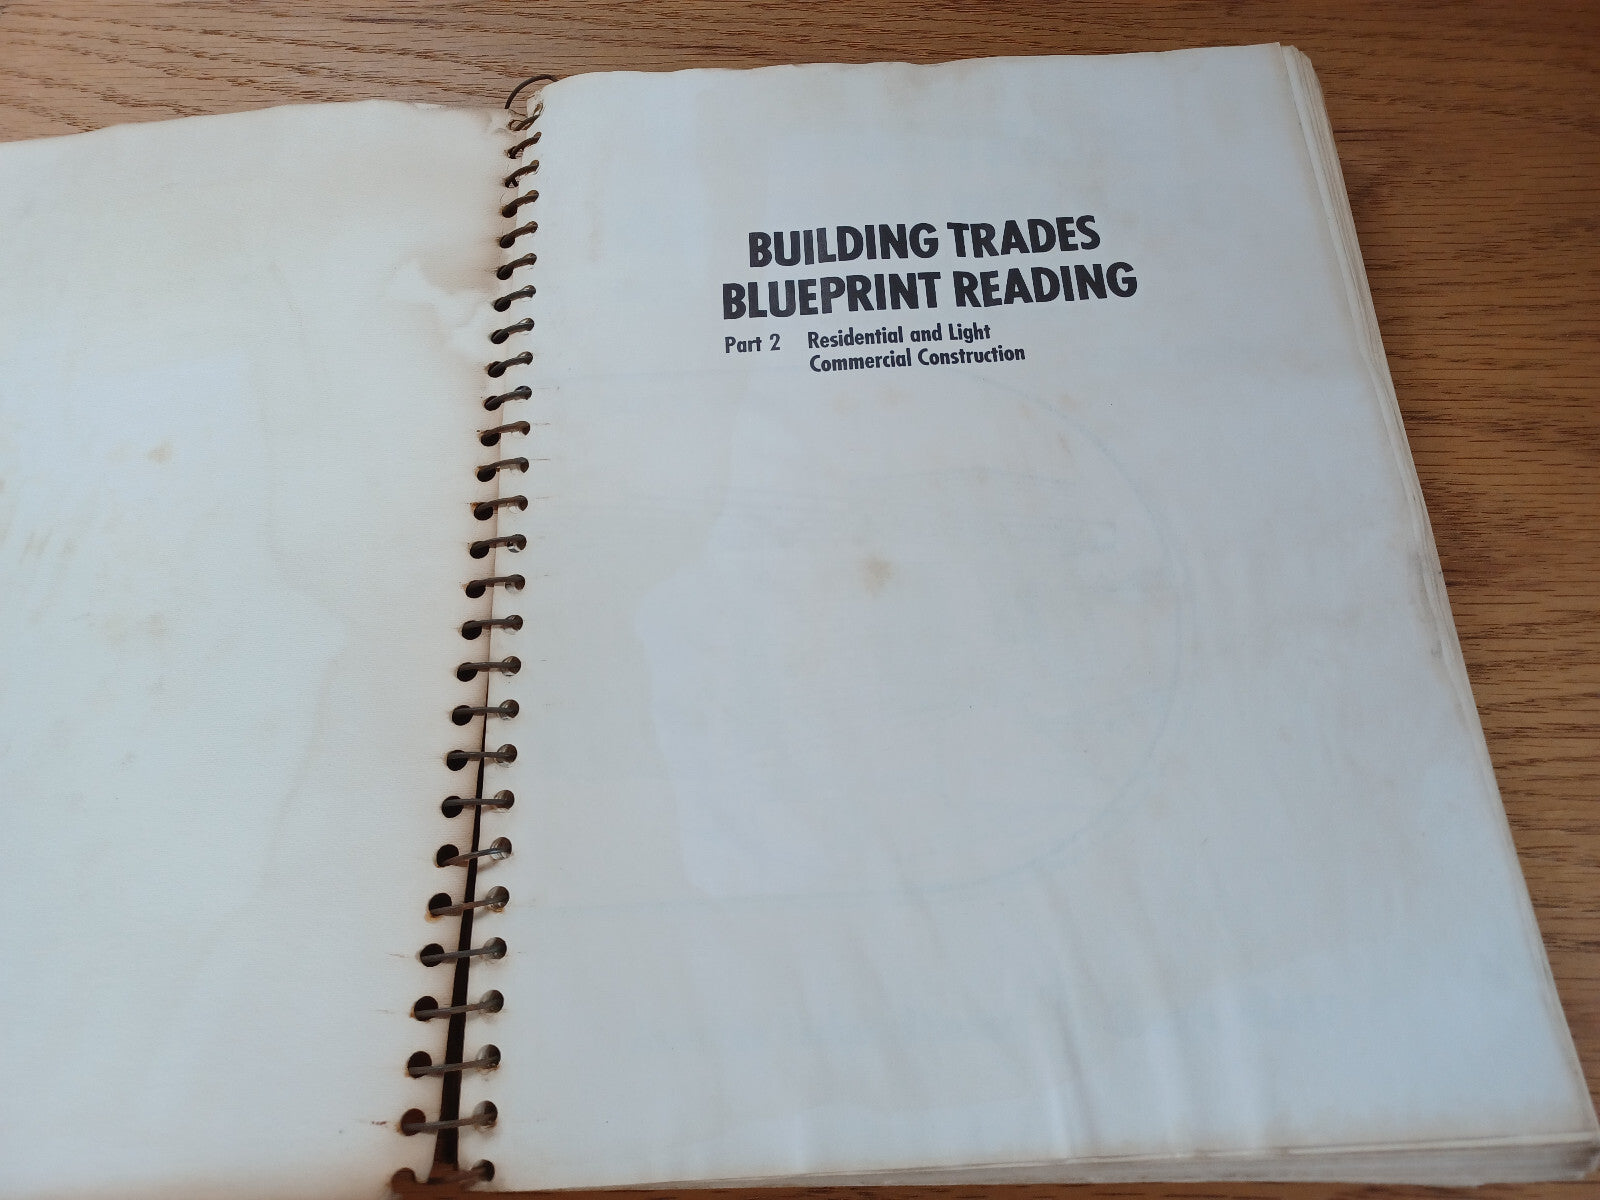 BUILDING TRADES
BLUEPRINT READING
Part 2 Residential and Light
Commercial Construction